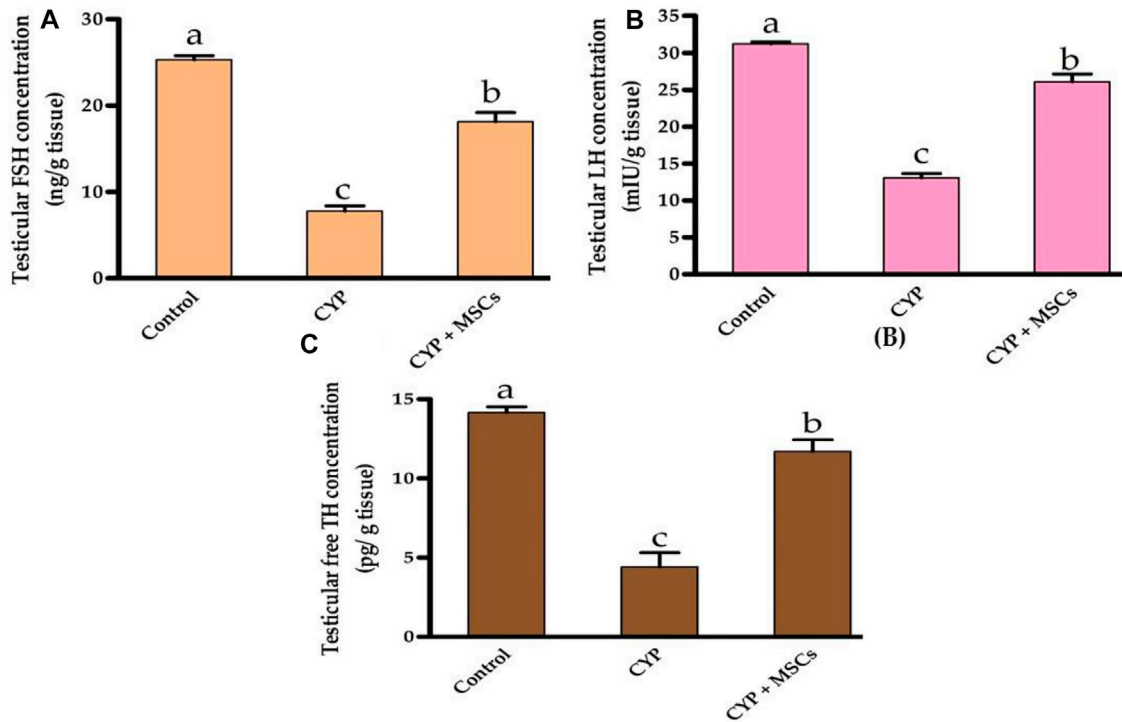 A
Testicular FSH concentration
(ng/g tissue)
30
20
10
0
a
c
b
Control
CYP
CYP + MSCs
B
Testicular LH concentration
(mIU/g tissue)
35
30
25
20
15
10
5
0
a
c
b
Control
CYP
CYP + MSCs
(B)
C
Testicular free TH concentration
(pg/ g tissue)
15
10
5
0
a
c
b
Control
CYP
CYP + MSCs